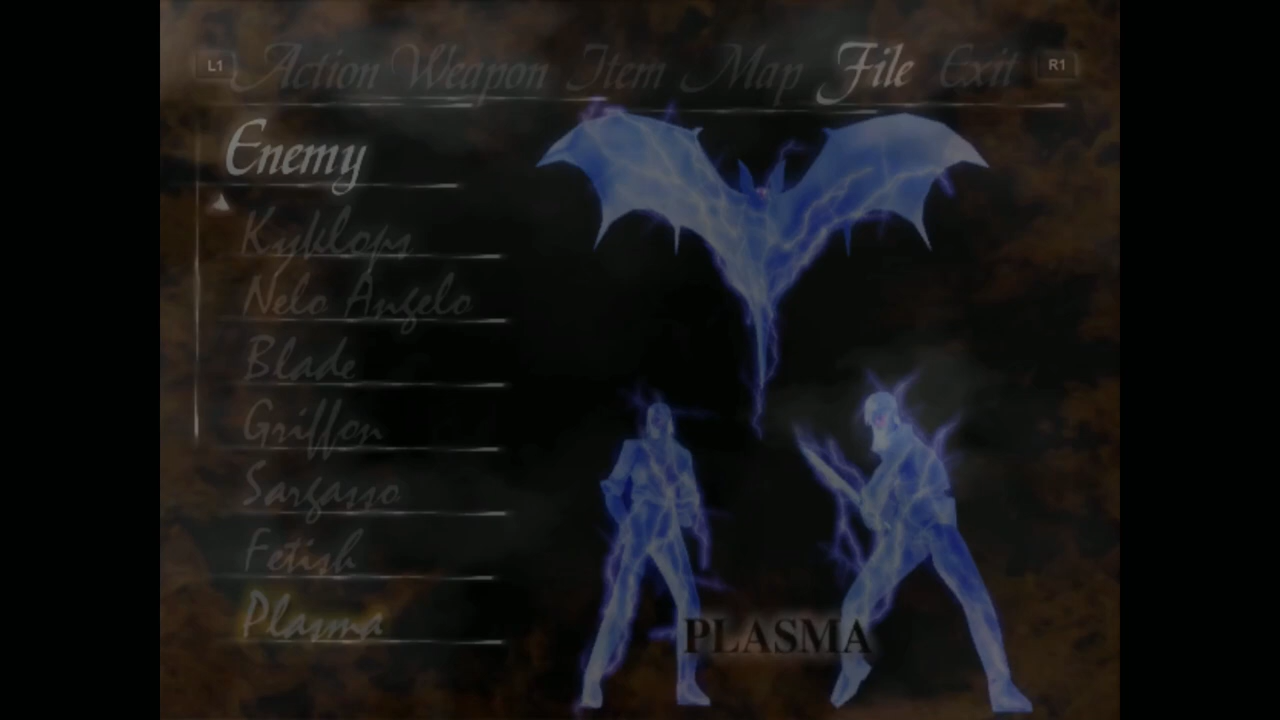 L1 Action Weapon Item Map File Exit R1
Enemy
Kyklops
Nelo Angelo
Blade
Griffon
Sargasso
Fetish
Plasma
PLASMA